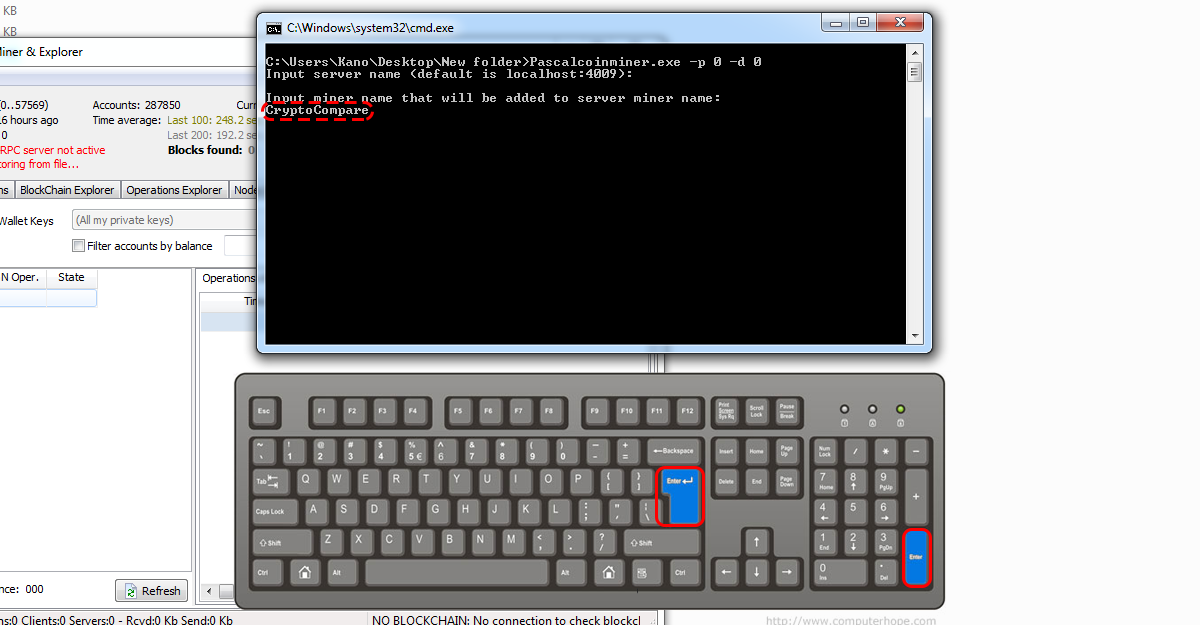 KB
KB
Miner & Explorer
C:\Windows\system32\cmd.exe
C:\Users\Kano\Desktop\New folder>Pascalcoinminer.exe -p 0 -d 0
Input server name (default is localhost:4009):
Input miner name that will be added to server miner name:
CryptoCompare
(0..57569) Accounts: 287850 Curr
16 hours ago Time average: Last 100: 248.2 se
0 Last 200: 192.2 se
RPC server not active Blocks found: 0
toring from file...
ns BlockChain Explorer Operations Explorer Node
Wallet Keys (All my private keys)
Filter accounts by balance
N Oper. State Operations
Tim
nce: 000 Refresh
ns:0 Clients:0 Servers:0 - Rcvd:0 Kb Send:0 Kb NO BLOCKCHAIN: No connection to check blockcl
Esc F1 F2 F3 F4 F5 F6 F7 F8 F9 F10 F11 F12 Print Screen Sys Rq Scroll Lock Pause Break
~ ` ! 1 @ 2 # 3 $ 4 % 5 € ^ 6 & 7 * 8 ( 9 ) 0 – - + = ←Backspace Insert Home Page Up Num Lock / * −
Tab Q W E R T Y U I O P { [ } ] Enter Delete End Page Down 7 Home 8 ↑ 9 PgUp +
Caps Lock A S D F G H J K L : ; " ' ¦ \ 4 ← 5 6 →
⇧Shift Z X C V B N M < , > . ? / ⇧Shift ↑ 1 End 2 ↓ 3 PgDn Enter
Ctrl Alt Alt Ctrl ← ↓ → 0 Ins . Del
http://www.computerhope.com